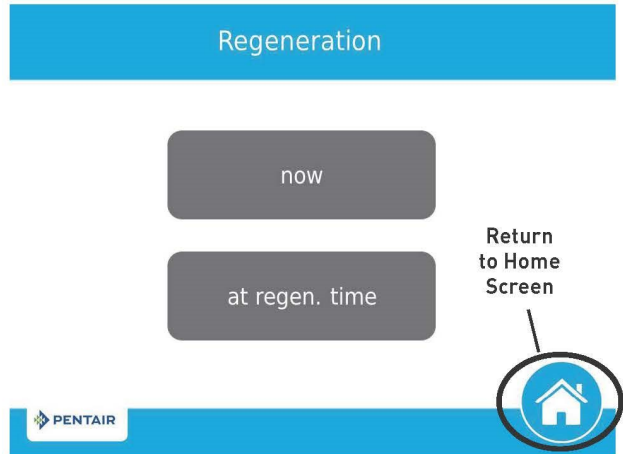 Regeneration
now
at regen. time
Return
to Home
Screen
PENTAIR